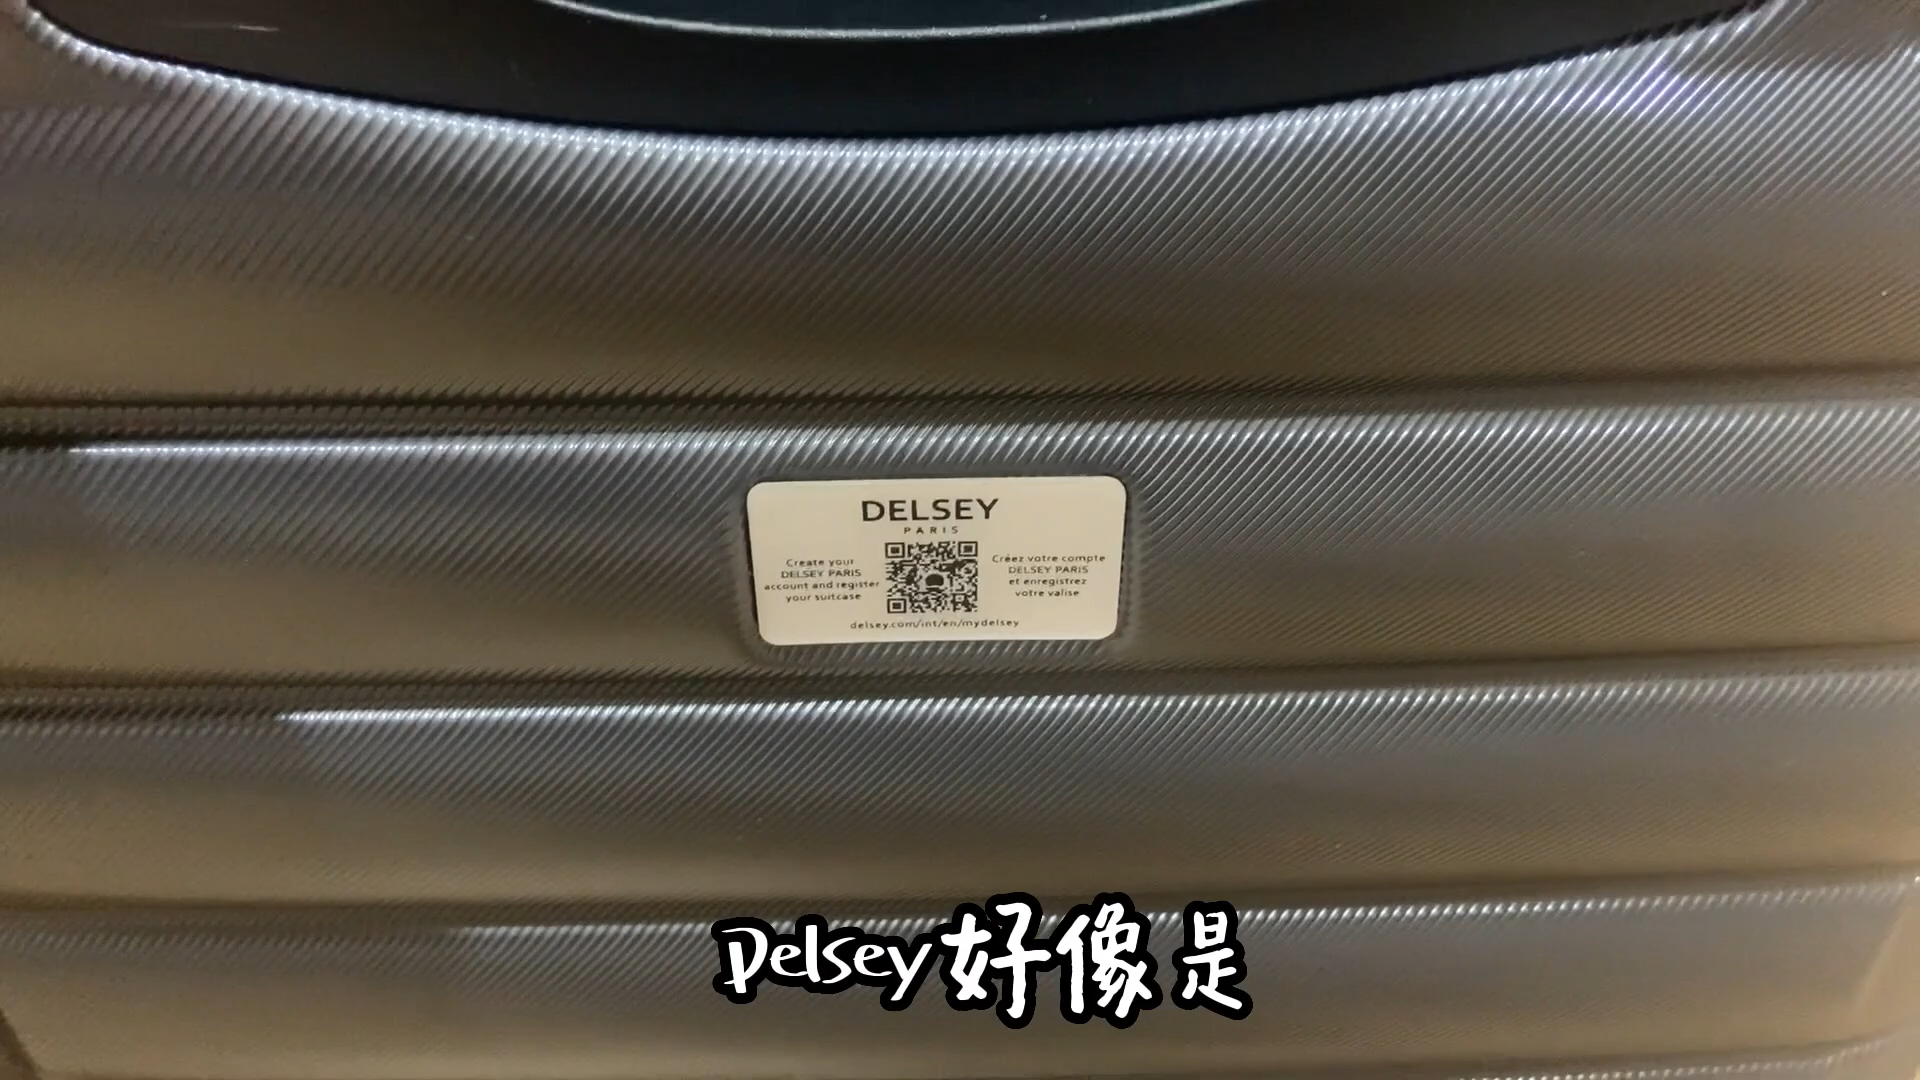 DELSEY
PARIS
Create your
DELSEY PARIS
account and register
your suitcase
Créez votre compte
DELSEY PARIS
et enregistrez
votre valise
delsey.com/int/en/mydelsey
Delsey好像是